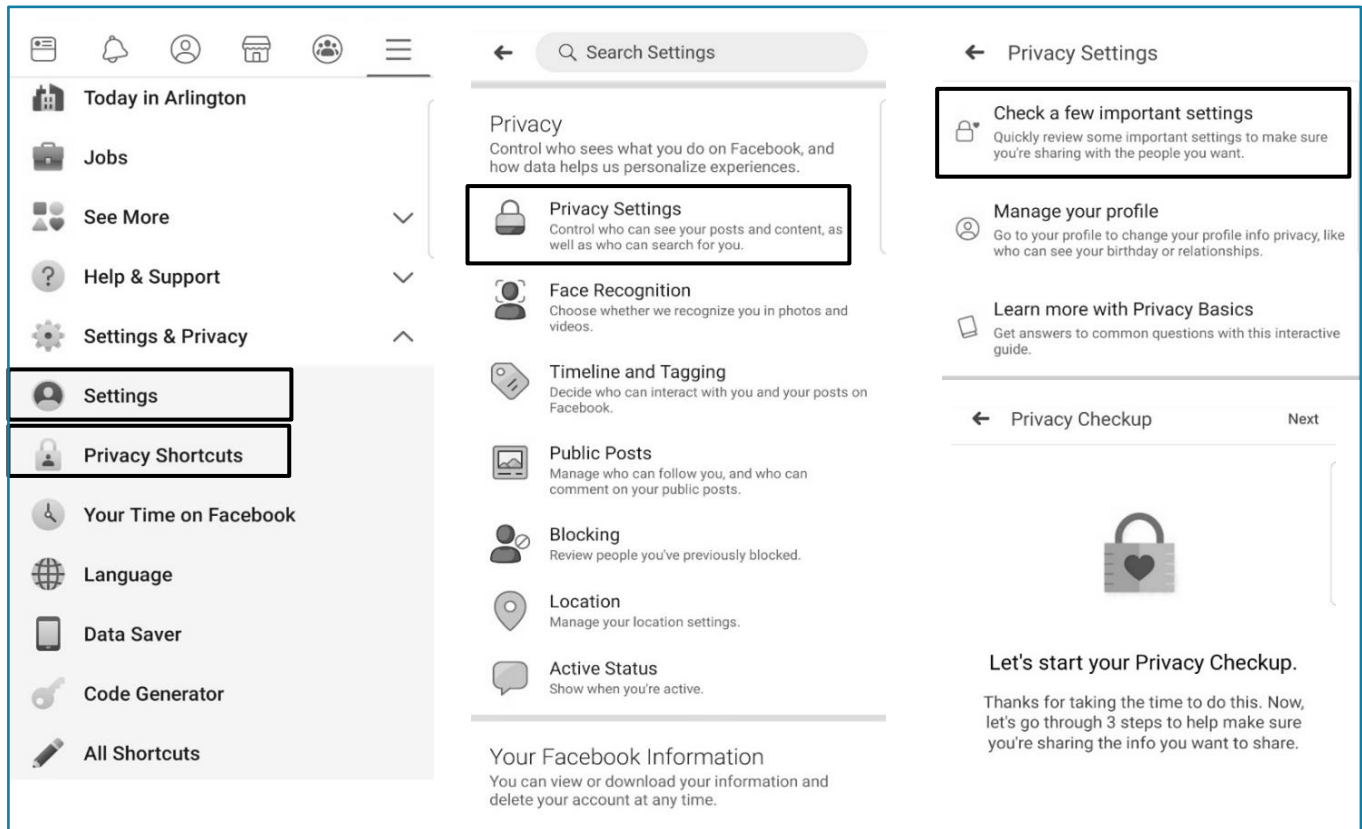 Today in Arlington
Jobs
See More
Help & Support
Settings & Privacy
Settings
Privacy Shortcuts
Your Time on Facebook
Language
Data Saver
Code Generator
All Shortcuts
Search Settings
Privacy
Control who sees what you do on Facebook, and
how data helps us personalize experiences.
Privacy Settings
Control who can see your posts and content, as
well as who can search for you.
Face Recognition
Choose whether we recognize you in photos and
videos.
Timeline and Tagging
Decide who can interact with you and your posts on
Facebook.
Public Posts
Manage who can follow you, and who can
comment on your public posts.
Blocking
Review people you've previously blocked.
Location
Manage your location settings.
Active Status
Show when you're active.
Your Facebook Information
You can view or download your information and
delete your account at any time.
Privacy Settings
Check a few important settings
Quickly review some important settings to make sure
you're sharing with the people you want.
Manage your profile
Go to your profile to change your profile info privacy, like
who can see your birthday or relationships.
Learn more with Privacy Basics
Get answers to common questions with this interactive
guide.
Privacy Checkup Next
Let's start your Privacy Checkup.
Thanks for taking the time to do this. Now,
let's go through 3 steps to help make sure
you're sharing the info you want to share.